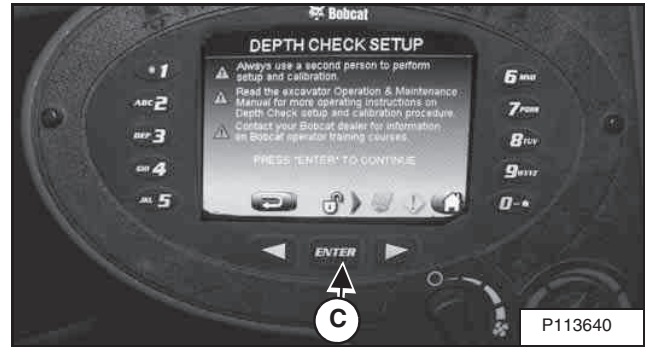 Bobcat
DEPTH CHECK SETUP
Always use a second person to perform
setup and calibration.
Read the excavator Operation & Maintenance
Manual for more operating instructions on
Depth Check setup and calibration procedure.
Contact your Bobcat dealer for information
on Bobcat operator training courses.
PRESS "ENTER" TO CONTINUE
1
ABC 2
DEF 3
GHI 4
JKL 5
6 MNO
7 PQRS
8 TUV
9 WXYZ
0
ENTER
C
P113640